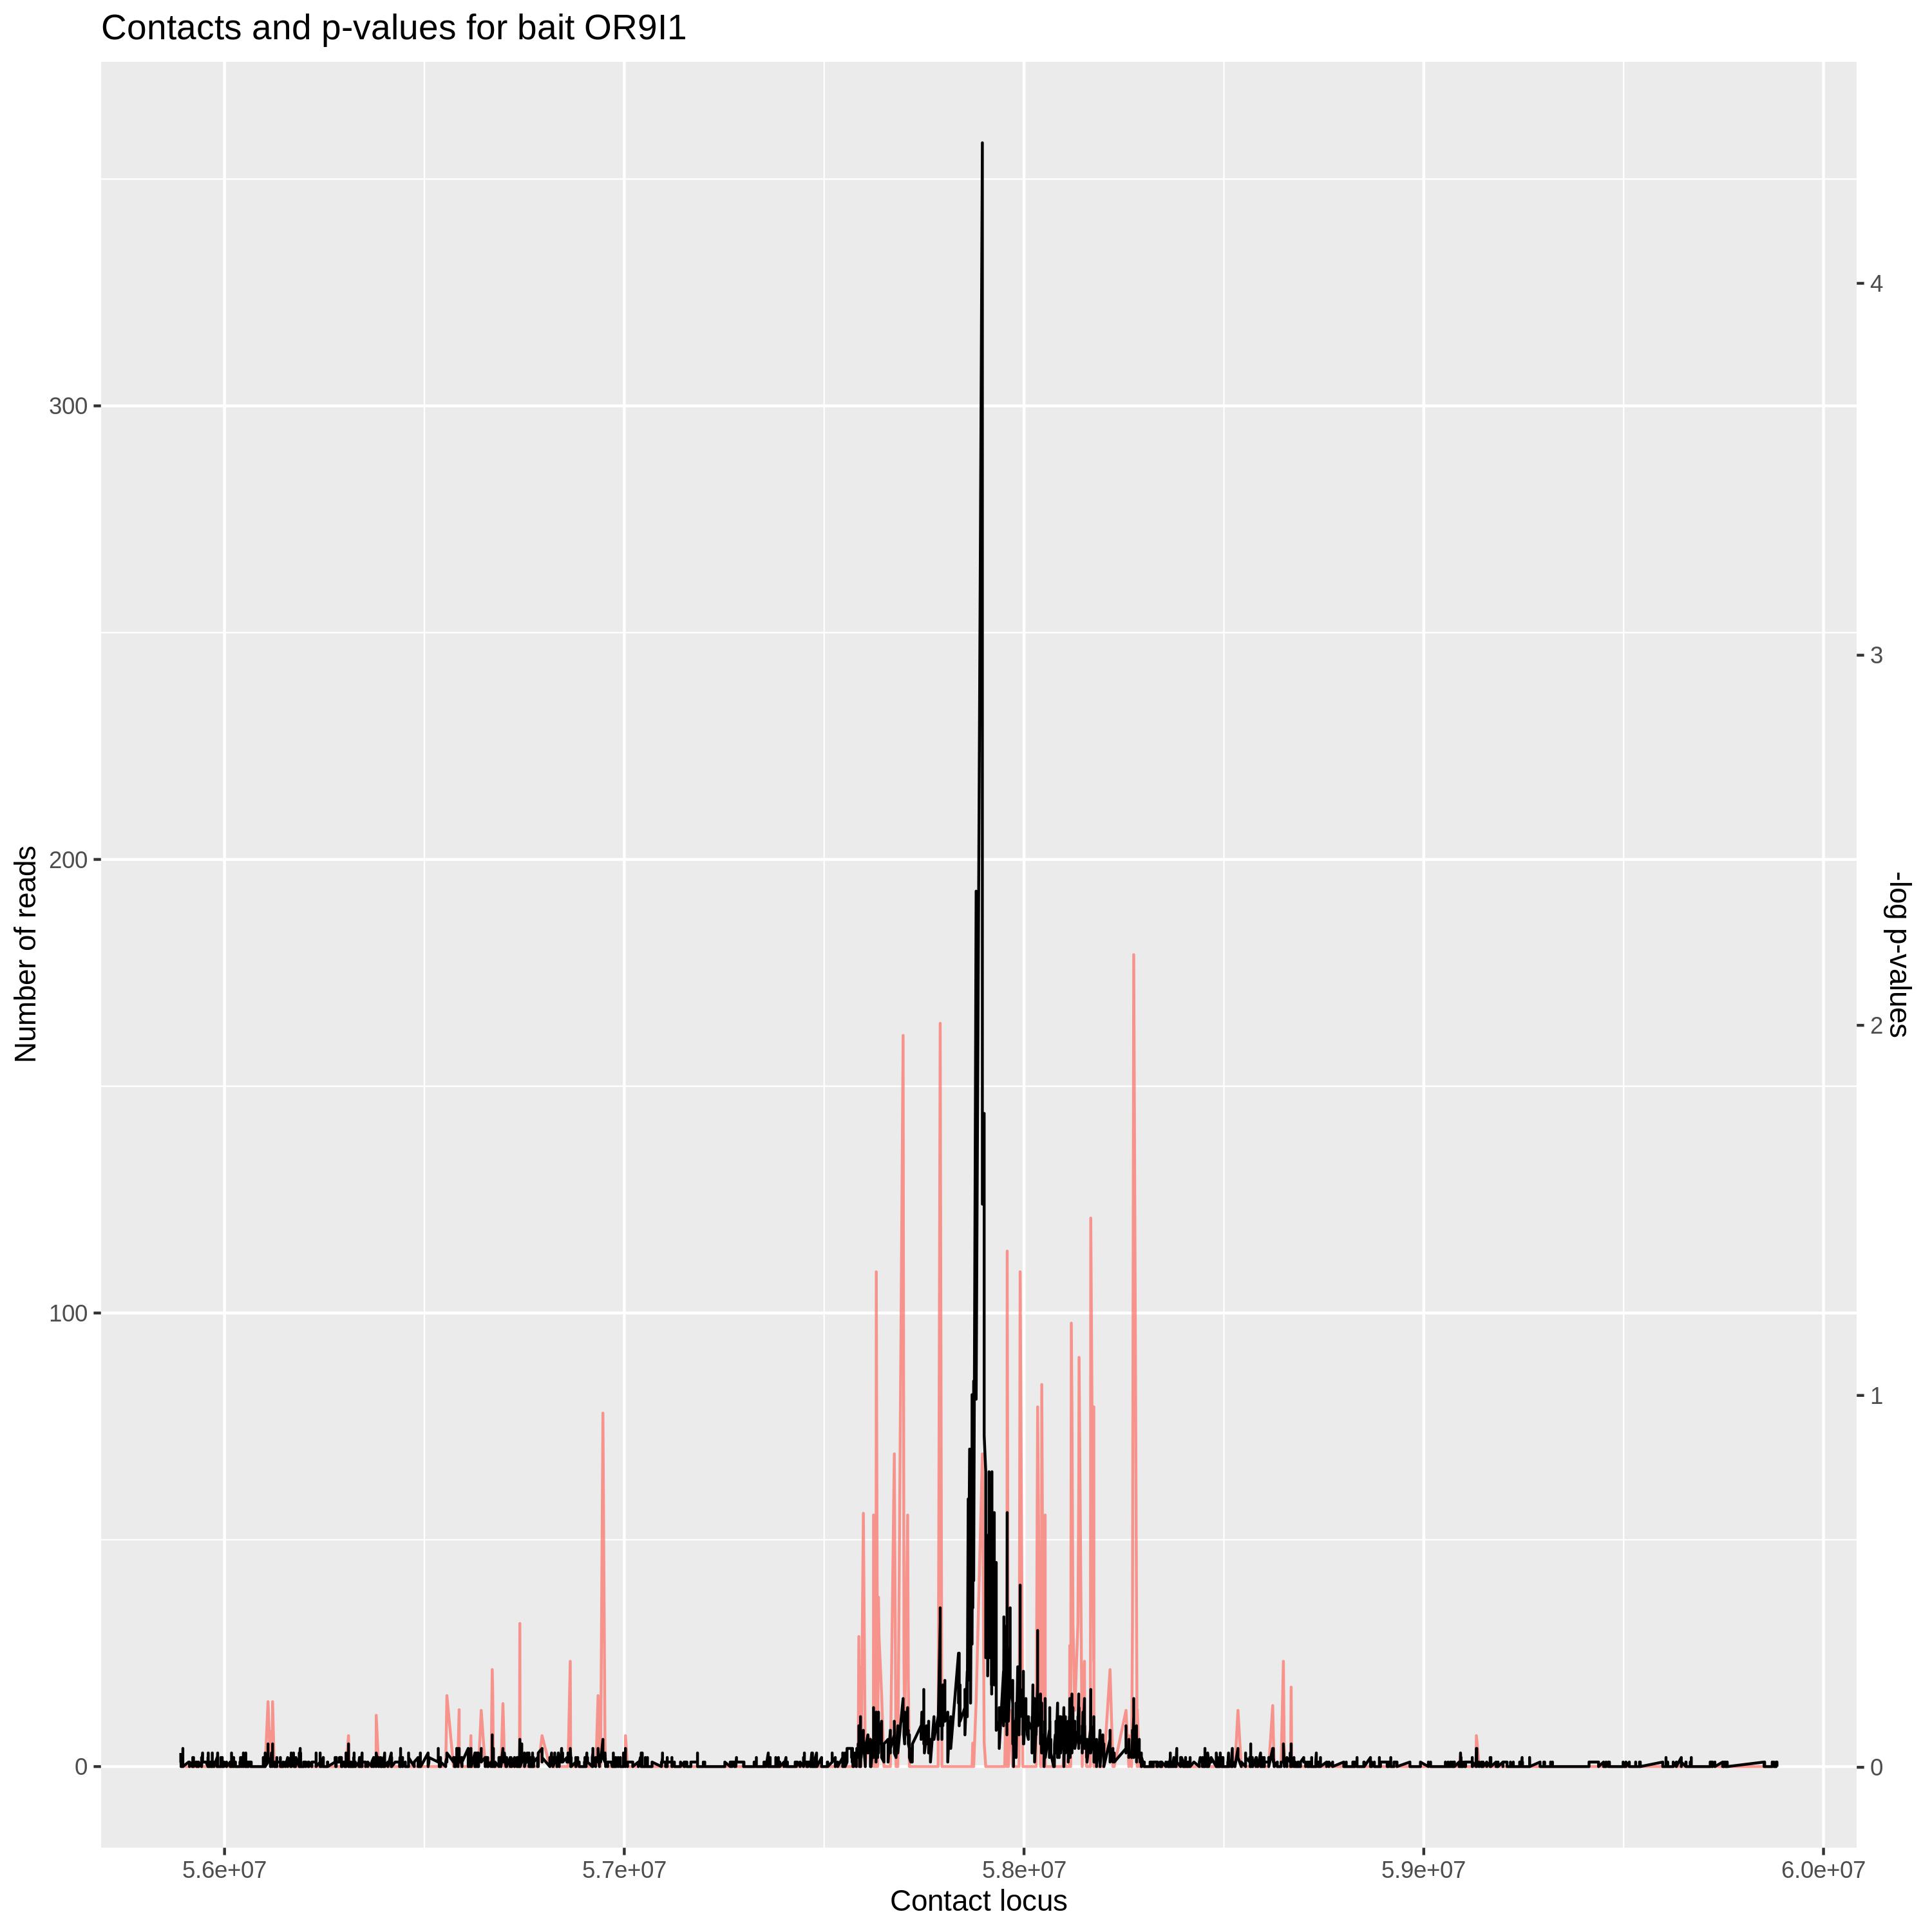 Contacts and p-values for bait OR9I1
300
200
100
0
Number of reads
4
3
2
1
0
-log p-values
5.6e+07
5.7e+07
5.8e+07
5.9e+07
6.0e+07
Contact locus